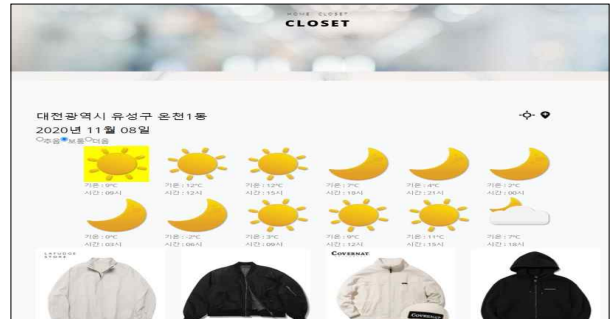 HOME CLOSET
CLOSET
대전광역시 유성구 온천1동
2020년 11월 08일
추움 보통 더움
기온 : 9°C 기온 : 12°C 기온 : 12°C 기온 : 7°C 기온 : 4°C 기온 : 2°C
시간 : 09시 시간 : 12시 시간 : 15시 시간 : 18시 시간 : 21시 시간 : 00시
기온 : 0°C 기온 : -2°C 기온 : 3°C 기온 : 9°C 기온 : 11°C 기온 : 7°C
시간 : 03시 시간 : 06시 시간 : 09시 시간 : 12시 시간 : 15시 시간 : 18시
LAFUDGE STORE COVERNAT
COVERNAT